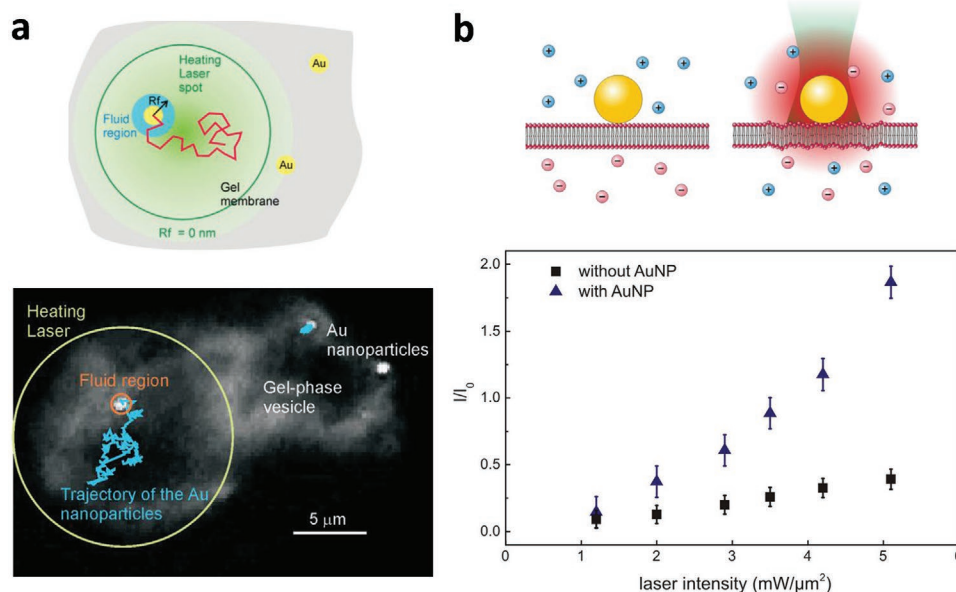 a
Heating
Laser
spot
Au
Rf
Fluid
region
Au
Gel
membrane
Rf = 0 nm
Heating
Laser
Au
nanoparticles
Fluid region
Gel-phase
vesicle
Trajectory of the Au
nanoparticles
5 μm
b
+ + + + + +
− − − − − −
+ − + −
− − + − + −
2.0
1.5
1.0
0.5
0.0
I/I0
without AuNP
with AuNP
0 1 2 3 4 5 6
laser intensity (mW/μm²)